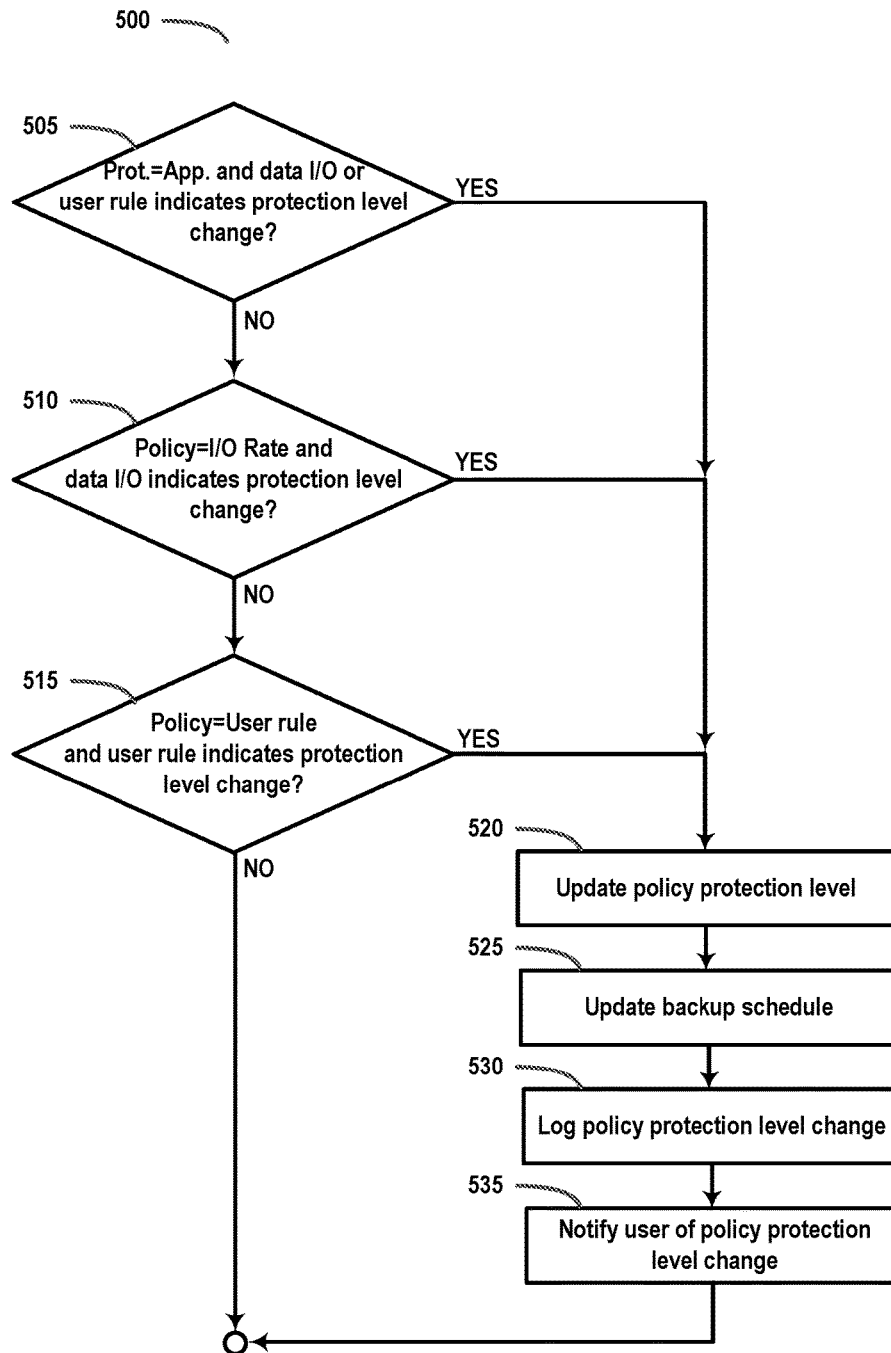 500
505
Prot.=App. and data I/O or
user rule indicates protection level
change?
YES
NO
510
Policy=I/O Rate and
data I/O indicates protection level
change?
YES
NO
515
Policy=User rule
and user rule indicates protection
level change?
YES
NO
520
Update policy protection level
525
Update backup schedule
530
Log policy protection level change
535
Notify user of policy protection
level change